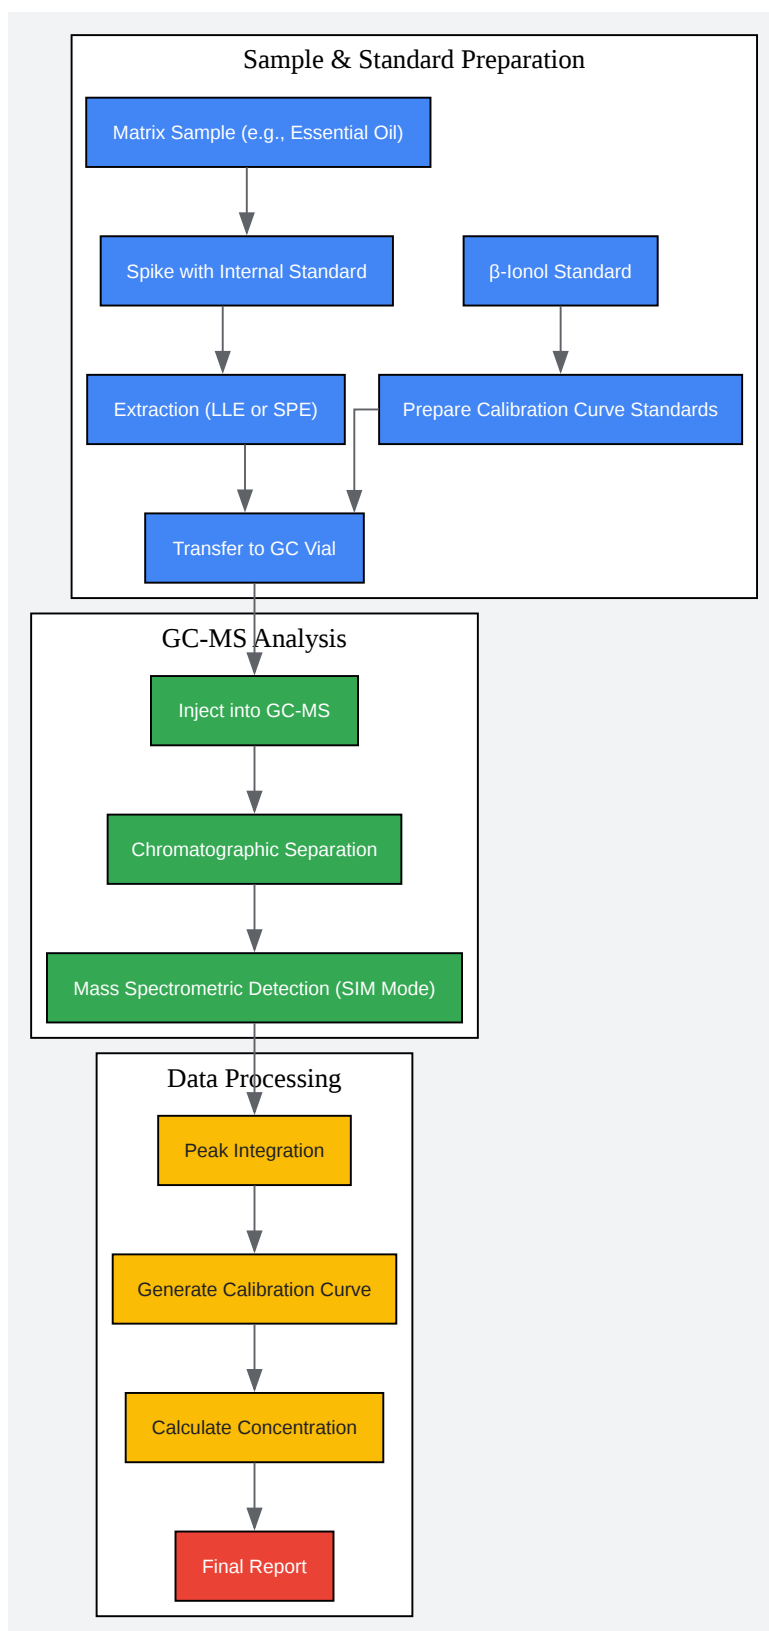 Sample & Standard Preparation
Matrix Sample (e.g., Essential Oil)
Spike with Internal Standard
β-Ionol Standard
Extraction (LLE or SPE)
Prepare Calibration Curve Standards
Transfer to GC Vial
GC-MS Analysis
Inject into GC-MS
Chromatographic Separation
Mass Spectrometric Detection (SIM Mode)
Data Processing
Peak Integration
Generate Calibration Curve
Calculate Concentration
Final Report